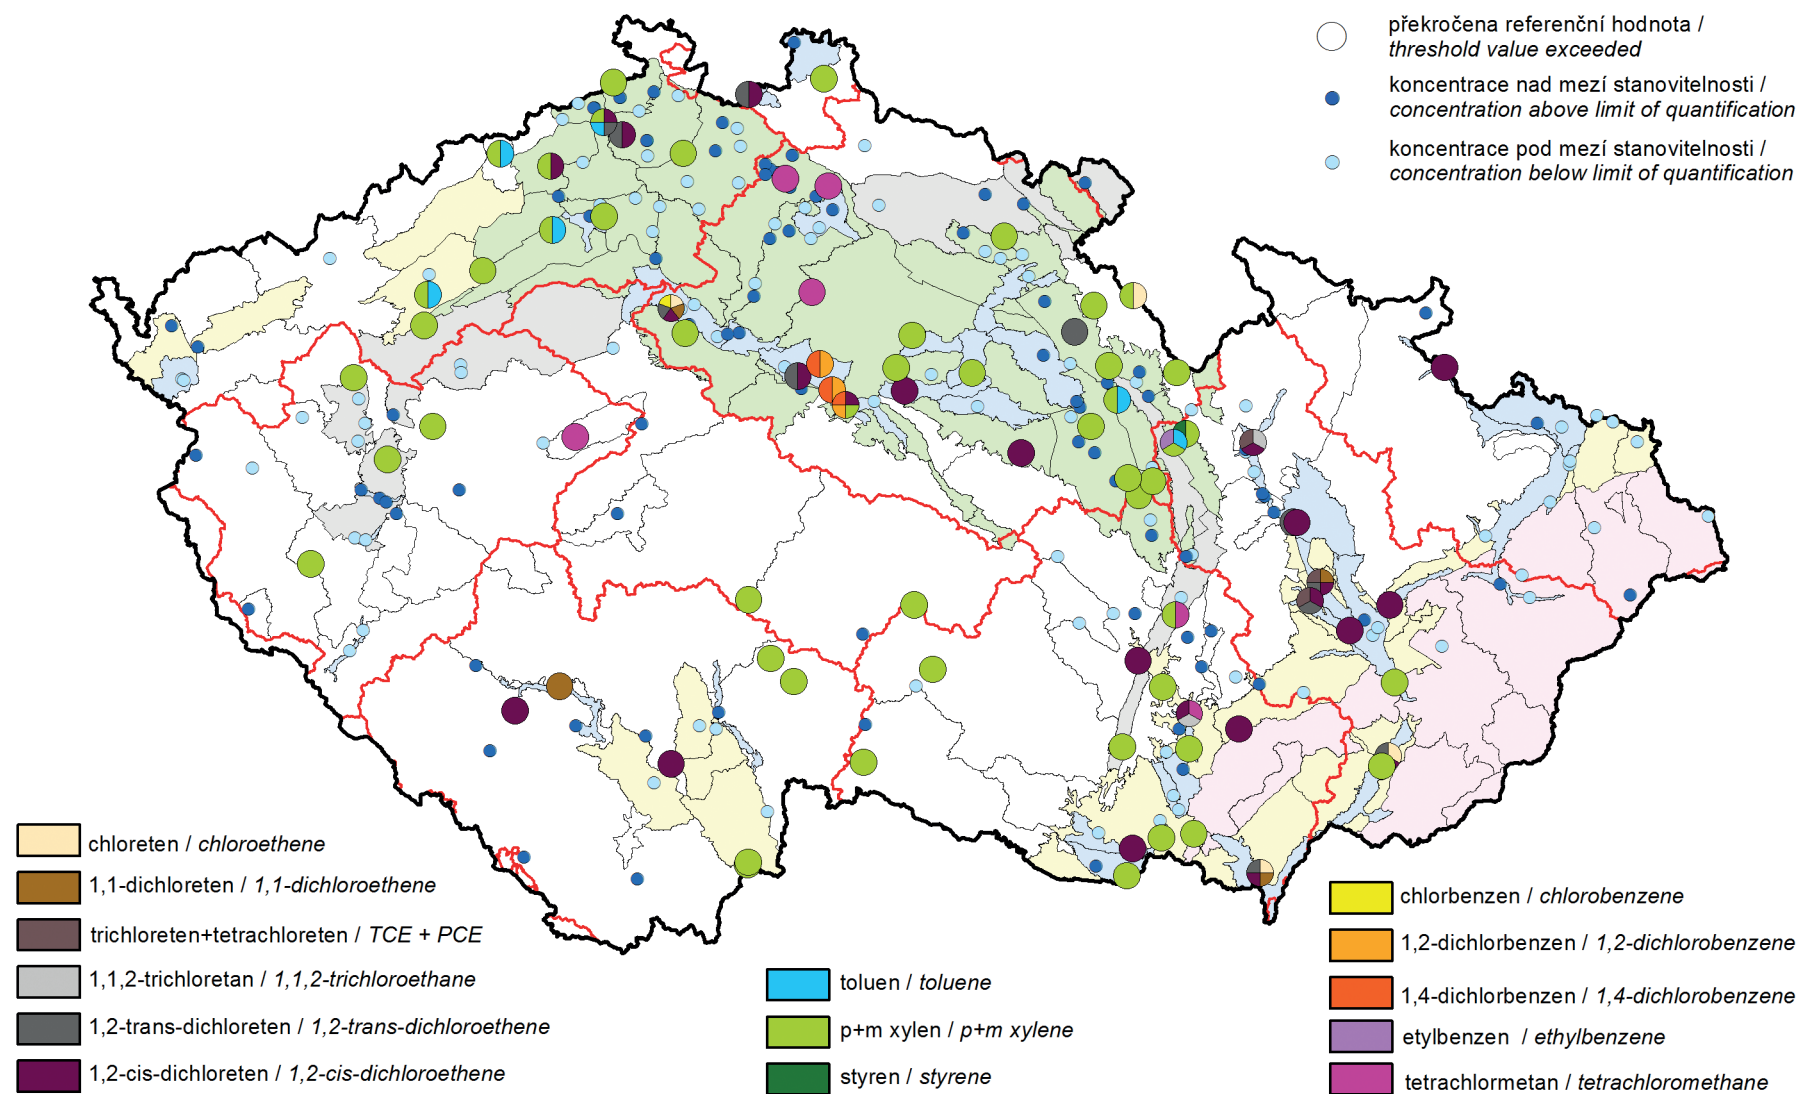 překročena referenční hodnota /
threshold value exceeded
koncentrace nad mezí stanovitelnosti /
concentration above limit of quantification
koncentrace pod mezí stanovitelnosti /
concentration below limit of quantification
chloreten / chloroethene
1,1-dichloreten / 1,1-dichloroethene
trichloreten+tetrachloreten / TCE + PCE
1,1,2-trichloretan / 1,1,2-trichloroethane
1,2-trans-dichloreten / 1,2-trans-dichloroethene
1,2-cis-dichloreten / 1,2-cis-dichloroethene
toluen / toluene
p+m xylen / p+m xylene
styren / styrene
chlorbenzen / chlorobenzene
1,2-dichlorbenzen / 1,2-dichlorobenzene
1,4-dichlorbenzen / 1,4-dichlorobenzene
etylbenzen / ethylbenzene
tetrachlormetan / tetrachloromethane